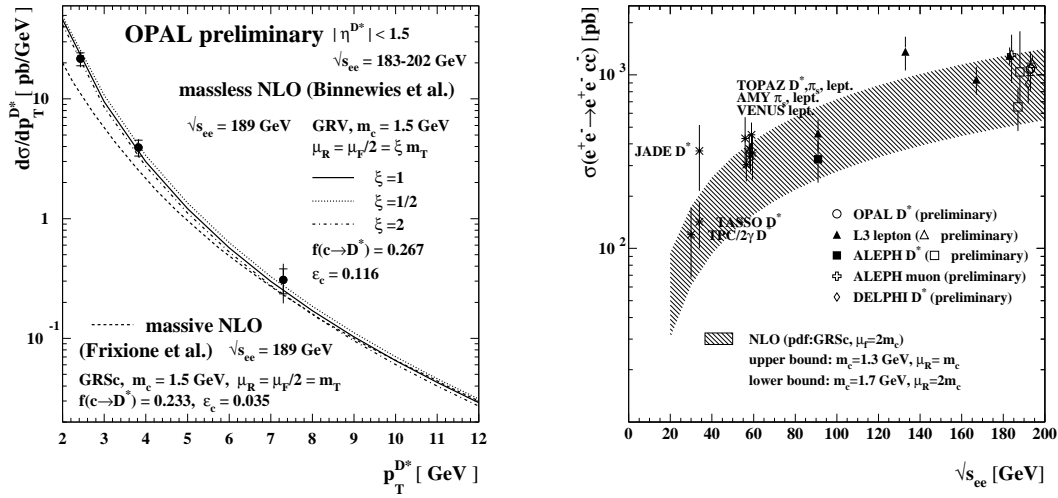 OPAL preliminary
|η^D*| < 1.5
√s_ee = 183-202 GeV
massless NLO (Binnewies et al.)
√s_ee = 189 GeV
GRV, m_c = 1.5 GeV
μ_R = μ_F/2 = ξ m_T
ξ =1
ξ =1/2
ξ =2
f(c→D*) = 0.267
ε_c = 0.116
massive NLO
(Frixione et al.)
√s_ee = 189 GeV
GRSc, m_c = 1.5 GeV, μ_R = μ_F/2 = m_T
f(c→D*) = 0.233, ε_c = 0.035
dσ/dp_T^D* [ pb/GeV]
10
1
10^-1
2 3 4 5 6 7 8 9 10 11 12
p_T^D* [ GeV]
σ(e+e-→e+e-cc) [pb]
10^3
10^2
TOPAZ D*,π_s, lept.
AMY π_s, lept.
VENUS lept.
JADE D*
TASSO D*
TPC/2γ D*
OPAL D* (preliminary)
L3 lepton (△ preliminary)
ALEPH D* (□ preliminary)
ALEPH muon (preliminary)
DELPHI D* (preliminary)
NLO (pdf:GRSc, μ_f=2m_c)
upper bound: m_c=1.3 GeV, μ_R= m_c
lower bound: m_c=1.7 GeV, μ_R=2m_c
0 20 40 60 80 100 120 140 160 180 200
√s_ee [GeV]